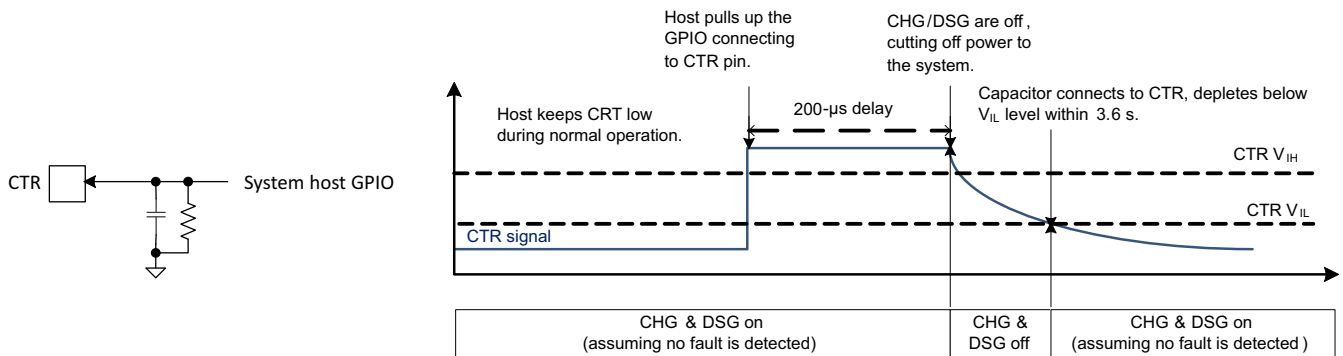 Host pulls up the
GPIO connecting
to CTR pin.
CHG/DSG are off,
cutting off power to
the system.
Host keeps CRT low
during normal operation.
200-µs delay
Capacitor connects to CTR, depletes below
VIL level within 3.6 s.
CTR
System host GPIO
CTR VIH
CTR VIL
CTR signal
CHG & DSG on
(assuming no fault is detected)
CHG &
DSG off
CHG & DSG on
(assuming no fault is detected)